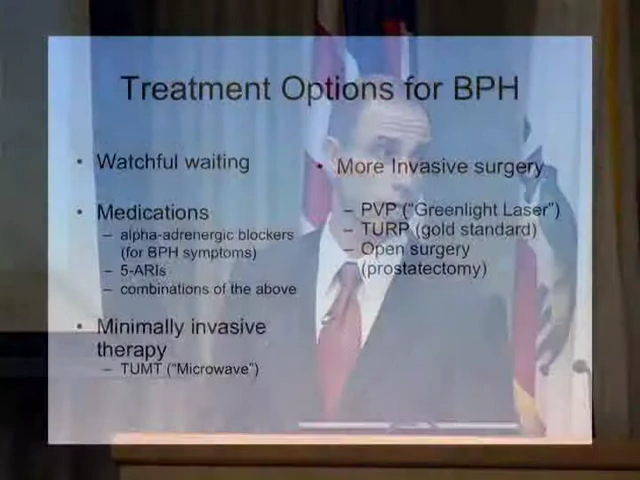 Treatment Options for BPH
• Watchful waiting
• Medications
– alpha-adrenergic blockers
(for BPH symptoms)
– 5-ARIs
– combinations of the above
• Minimally invasive
therapy
– TUMT ("Microwave")
• More Invasive surgery
– PVP ("Greenlight Laser")
– TURP (gold standard)
– Open surgery
(prostatectomy)